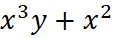 x³y + x²